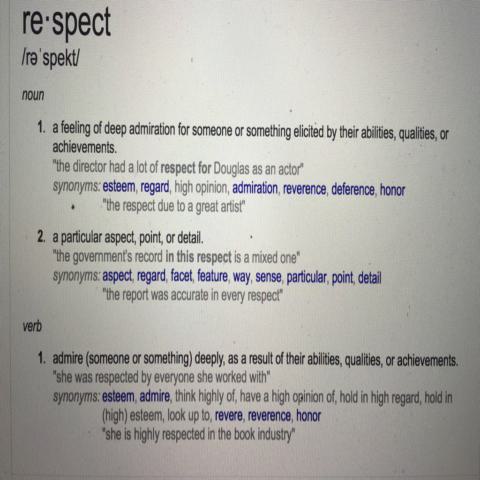 re·spect
/rəˈspekt/
noun
1. a feeling of deep admiration for someone or something elicited by their abilities, qualities, or
achievements.
"the director had a lot of respect for Douglas as an actor"
synonyms: esteem, regard, high opinion, admiration, reverence, deference, honor
"the respect due to a great artist"
2. a particular aspect, point, or detail.
"the government's record in this respect is a mixed one"
synonyms: aspect, regard, facet, feature, way, sense, particular, point, detail
"the report was accurate in every respect"
verb
1. admire (someone or something) deeply, as a result of their abilities, qualities, or achievements.
"she was respected by everyone she worked with"
synonyms: esteem, admire, think highly of, have a high opinion of, hold in high regard, hold in
(high) esteem, look up to, revere, reverence, honor
"she is highly respected in the book industry"